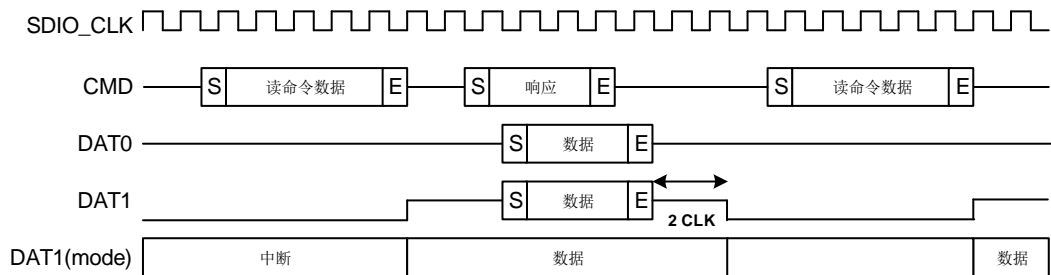 SDIO_CLK
CMD S 读命令数据 E S 响应 E S 读命令数据 E
DAT0 S 数据 E
DAT1 S 数据 E
2 CLK
DAT1(mode) 中断 数据 数据